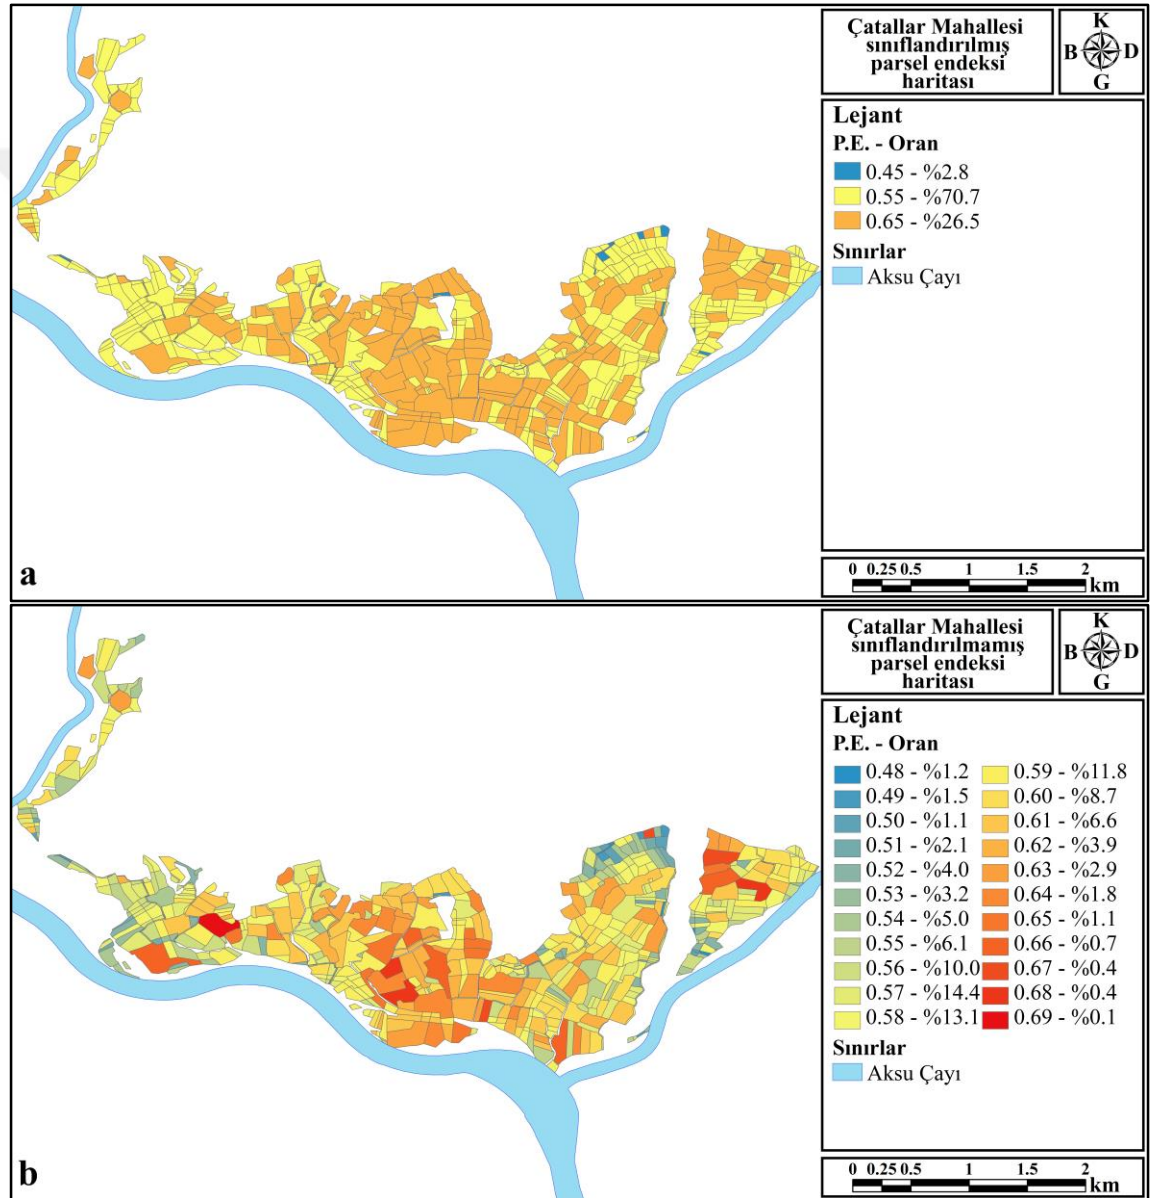 Çatallar Mahallesi
sınıflandırılmış
parsel endeksi
haritası
K
B D
G
Lejant
P.E. - Oran
0.45 - %2.8
0.55 - %70.7
0.65 - %26.5
Sınırlar
Aksu Çayı
a
0 0.25 0.5 1 1.5 2
km
Çatallar Mahallesi
sınıflandırılmamış
parsel endeksi
haritası
K
B D
G
Lejant
P.E. - Oran
0.48 - %1.2 0.59 - %11.8
0.49 - %1.5 0.60 - %8.7
0.50 - %1.1 0.61 - %6.6
0.51 - %2.1 0.62 - %3.9
0.52 - %4.0 0.63 - %2.9
0.53 - %3.2 0.64 - %1.8
0.54 - %5.0 0.65 - %1.1
0.55 - %6.1 0.66 - %0.7
0.56 - %10.0 0.67 - %0.4
0.57 - %14.4 0.68 - %0.4
0.58 - %13.1 0.69 - %0.1
Sınırlar
Aksu Çayı
b
0 0.25 0.5 1 1.5 2
km